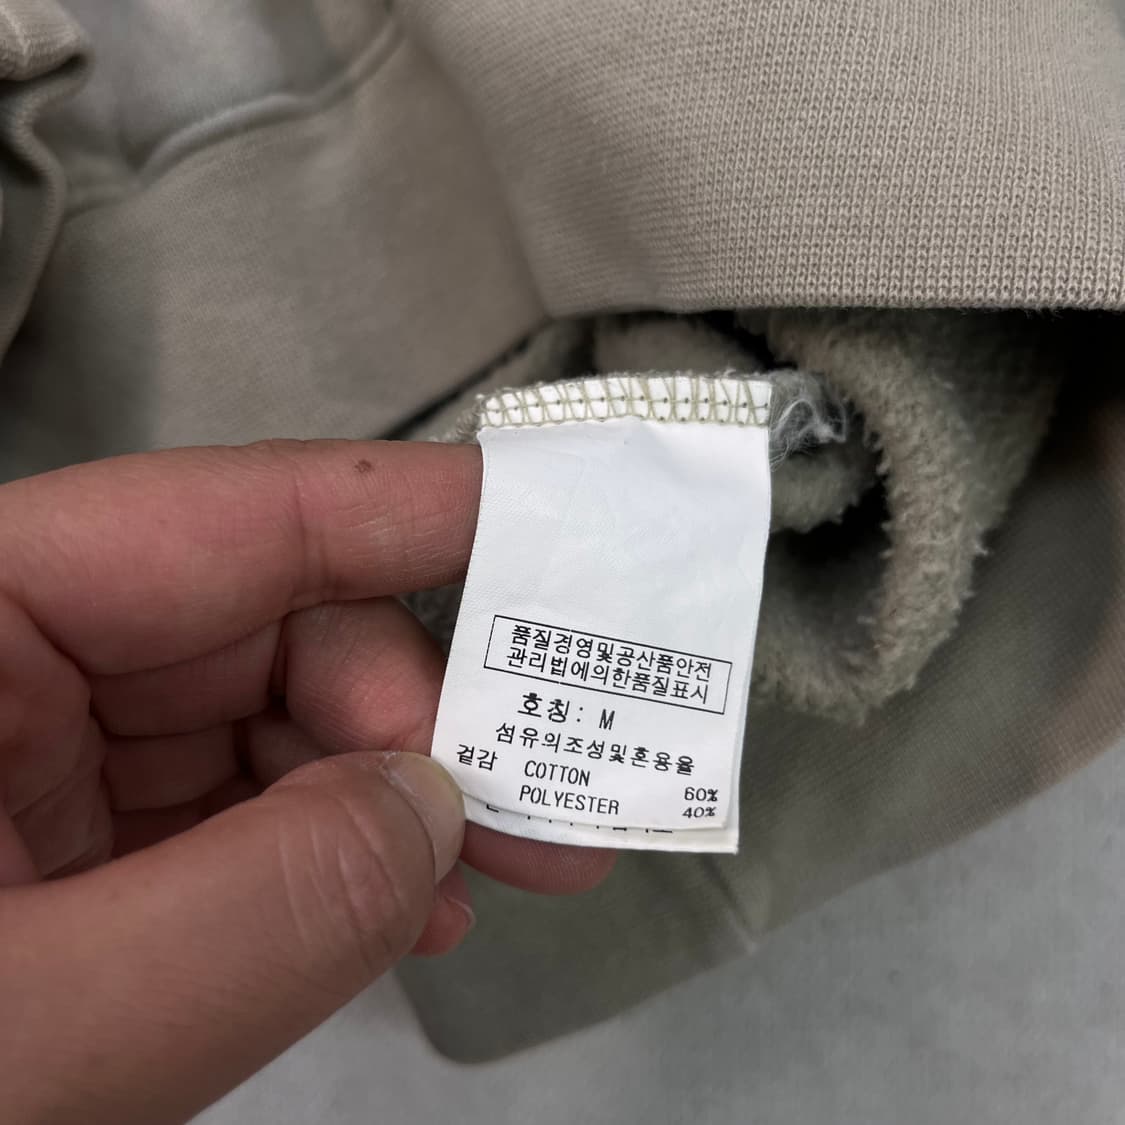 품질경영및공산품안전
관리법에의한품질표시
호칭: M
섬유의조성및혼용율
겉감 COTTON 60%
POLYESTER 40%